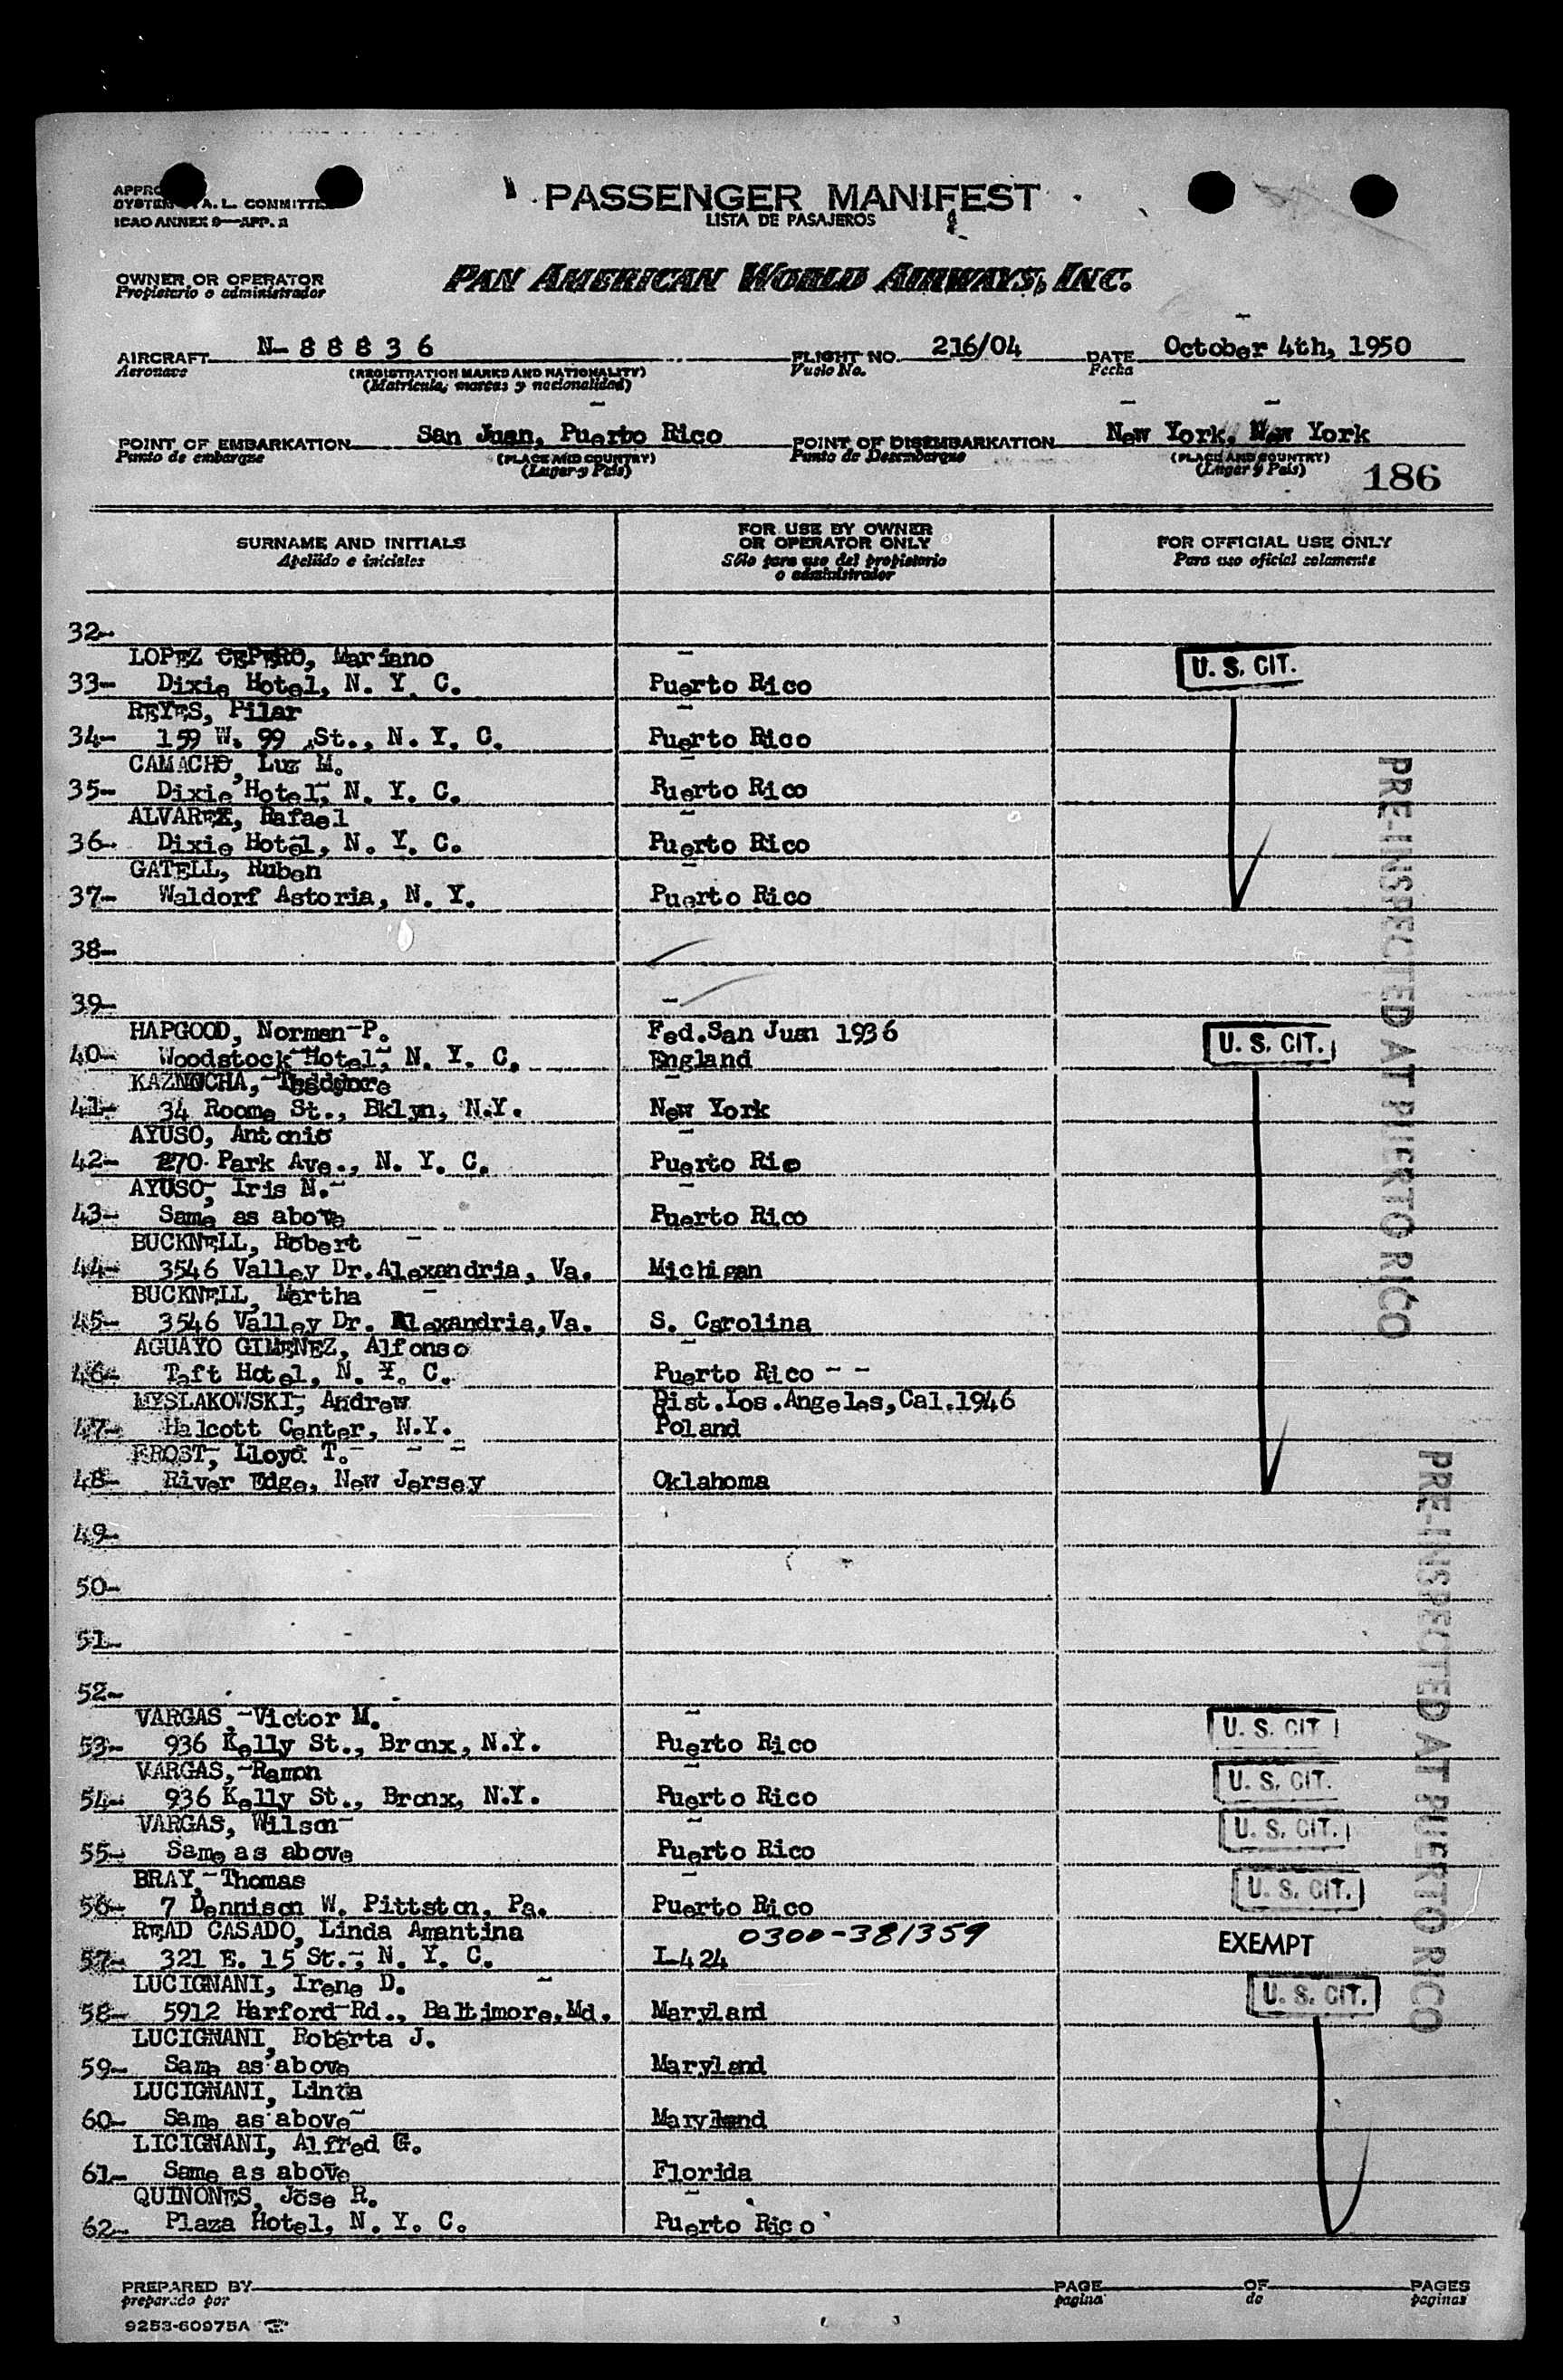 PASSENGER MANIFEST
LISTA DE PASAJEROS
A. L. COMMITTEE
ICAO ANNEX 9—APP.
OWNER OR OPERATOR
Propietario o administrador
PAN AMERICAN WORLD AIRWAYS, INC.
AIRCRAFT N-88836 FLIGHT NO. 216/04 DATE October 4th, 1950
Aeronave (REGISTRATION MARKS AND NATIONALITY) Vuelo No. Fecha
(Matricula, marcas y nacionalidad)
POINT OF EMBARKATION San Juan, Puerto Rico POINT OF DISEMBARKATION New York, New York
Punto de embarque (PLACE AND COUNTRY) Punto de Desembarque (PLACE AND COUNTRY)
(Lugar y Pais) (Lugar y Pais) 186
SURNAME AND INITIALS
Apellido e iniciales
FOR USE BY OWNER
OR OPERATOR ONLY
Sólo para uso del propietario
o administrador
FOR OFFICIAL USE ONLY
Para uso oficial solamente
32-
LOPEZ CEPERO, Mariano U. S. CIT.
33- Dixie Hotel, N. Y. C. Puerto Rico
REYES, Pilar
34- 159 W. 99 St., N. Y. C. Puerto Rico
CAMACHO, Luz M.
35- Dixie Hotel, N. Y. C. Puerto Rico
ALVAREZ, Rafael
36- Dixie Hotel, N. Y. C. Puerto Rico
GATELL, Ruben
37- Waldorf Astoria, N. Y. Puerto Rico
38-
39-
HAPGOOD, Norman P. Fed.San Juan 1936 U. S. CIT.
40- Woodstock Hotel, N. Y. C. England
KAZNOCHA, Theodore
41- 34 Roome St., Bklyn, N.Y. New York
AYUSO, Antonio
42- 270 Park Ave., N. Y. C. Puerto Rio
AYUSO, Iris N.
43- Same as above Puerto Rico
BUCKNELL, Robert
44- 3546 Valley Dr.Alexandria, Va. Michigan
BUCKNELL, Martha
45- 3546 Valley Dr. Alexandria,Va. S. Carolina
AGUAYO GIMENEZ, Alfonso
46- Taft Hotel, N. Y. C. Puerto Rico - -
MYSLAKOWSKI, Andrew Dist.Los.Angeles,Cal.1946
47- Halcott Center, N.Y. Poland
FROST, Lloyd T.
48- River Edge, New Jersey Oklahoma
49-
50-
51-
52-
VARGAS, Victor M. U. S. CIT
53- 936 Kelly St., Bronx, N.Y. Puerto Rico
VARGAS, Ramon U. S. CIT.
54- 936 Kelly St., Bronx, N.Y. Puerto Rico
VARGAS, Wilson U. S. CIT.
55- Same as above Puerto Rico
BRAY, Thomas U. S. CIT.
56- 7 Dennison W. Pittston, Pa. Puerto Rico
READ CASADO, Linda Amantina 0300-381359 EXEMPT
57- 321 E. 15 St., N. Y. C. I-424
LUCIGNANI, Irene D. U. S. CIT.
58- 5912 Harford Rd., Baltimore,Md. Maryland
LUCIGNANI, Roberta J.
59- Same as above Maryland
LUCIGNANI, Linta
60- Same as above Maryland
LICIGNANI, Alfred G.
61- Same as above Florida
QUINONES, Jose R.
62- Plaza Hotel, N. Y. C. Puerto Rico
PRE-INSPECTED AT PUERTO RICO
PRE-INSPECTED AT PUERTO RICO
PREPARED BY PAGE OF PAGES
preparado por pagina de paginas
9253-60975A